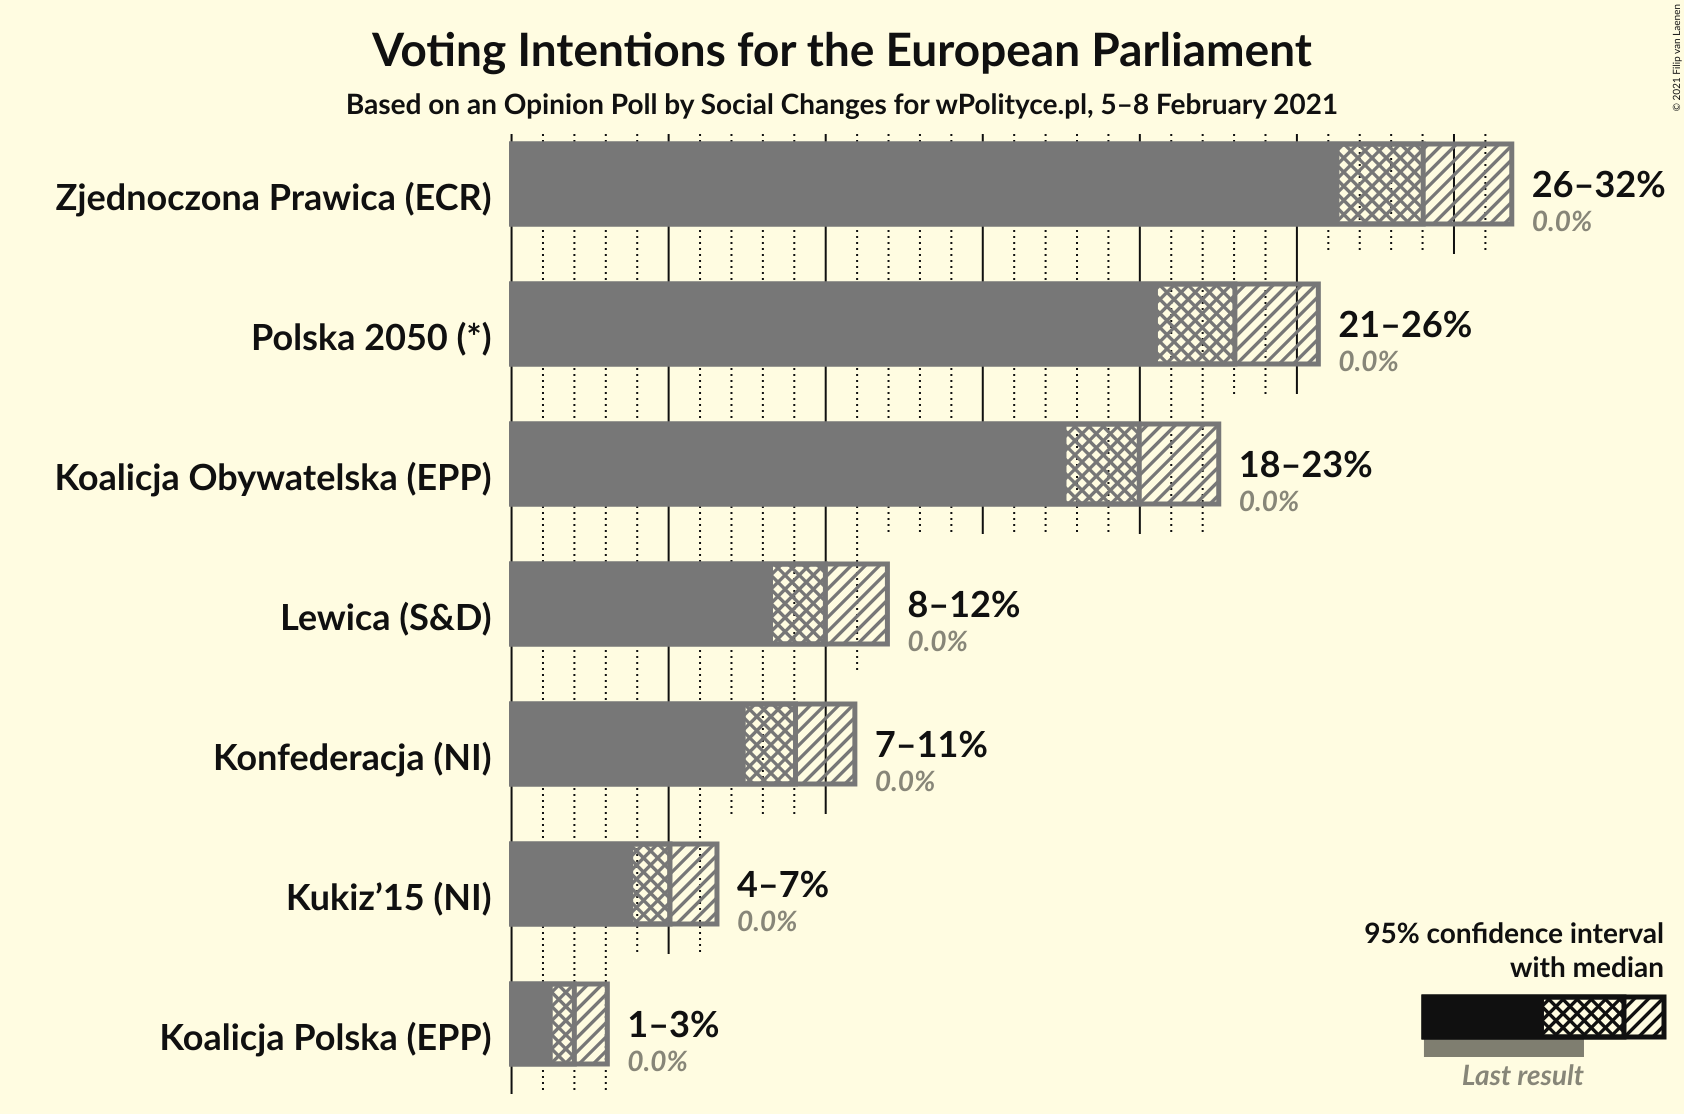 Voting Intentions for the European Parliament
Based on an Opinion Poll by Social Changes for wPolityce.pl, 5–8 February 2021
© 2021 Filip van Laenen
Zjednoczona Prawica (ECR)
26–32%
0.0%
Polska 2050 (*)
21–26%
0.0%
Koalicja Obywatelska (EPP)
18–23%
0.0%
Lewica (S&D)
8–12%
0.0%
Konfederacja (NI)
7–11%
0.0%
Kukiz’15 (NI)
4–7%
0.0%
Koalicja Polska (EPP)
1–3%
0.0%
95% confidence interval
with median
Last result